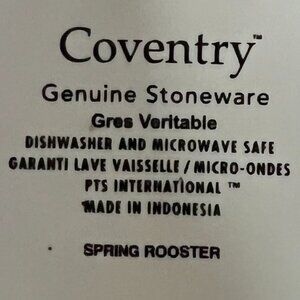 Coventry™
Genuine Stoneware
Gres Veritable
DISHWASHER AND MICROWAVE SAFE
GARANTI LAVE VAISSELLE / MICRO-ONDES
PTS INTERNATIONAL ™
MADE IN INDONESIA
SPRING ROOSTER